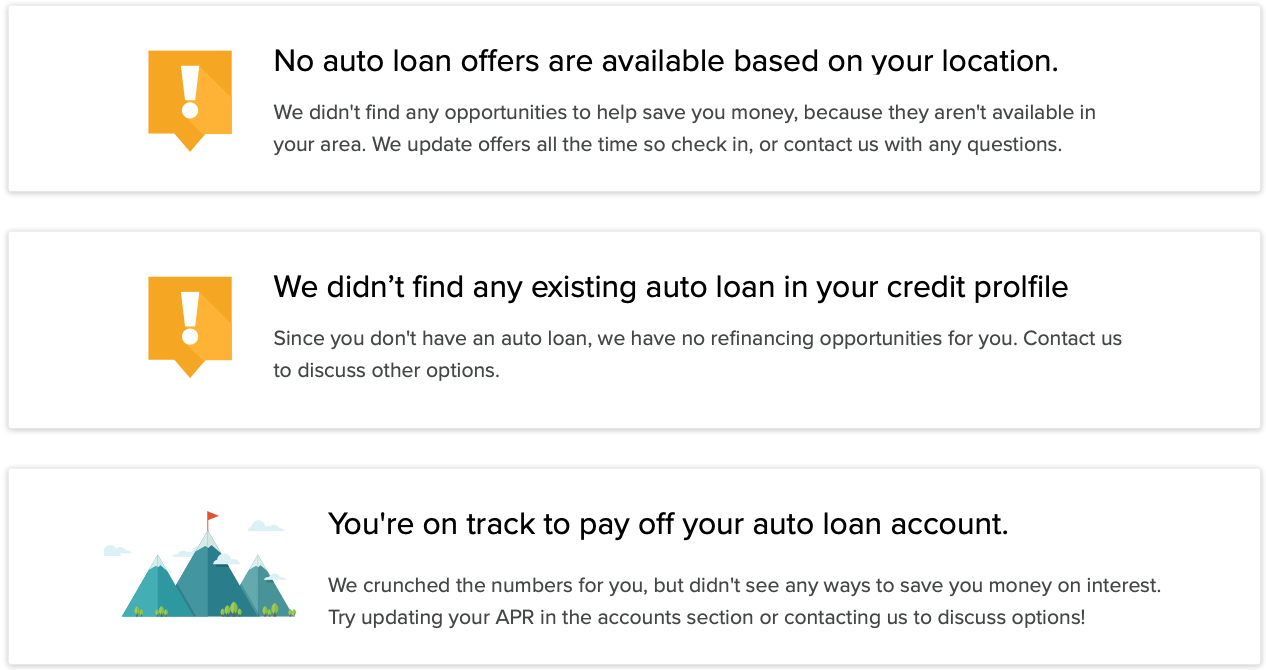 No auto loan offers are available based on your location.
We didn't find any opportunities to help save you money, because they aren't available in
your area. We update offers all the time so check in, or contact us with any questions.
We didn’t find any existing auto loan in your credit prolfile
Since you don't have an auto loan, we have no refinancing opportunities for you. Contact us
to discuss other options.
You're on track to pay off your auto loan account.
We crunched the numbers for you, but didn't see any ways to save you money on interest.
Try updating your APR in the accounts section or contacting us to discuss options!